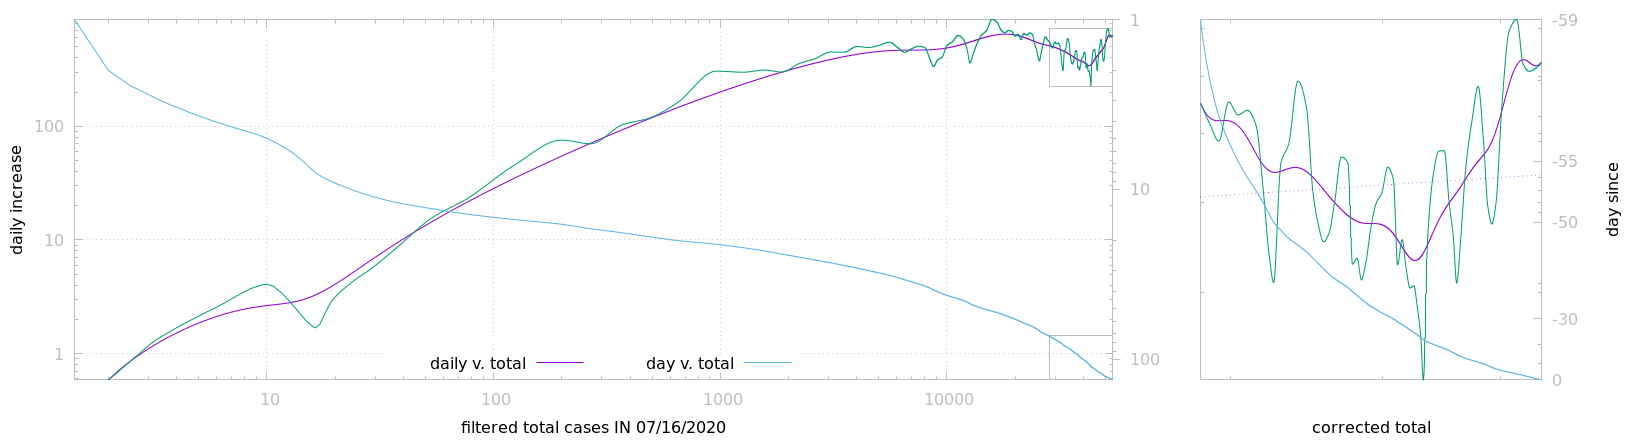 daily increase
100
10
1
10
100
1000
10000
filtered total cases IN 07/16/2020
daily v. total
day v. total
1
10
100
-59
-55
-50
-30
0
day since
corrected total